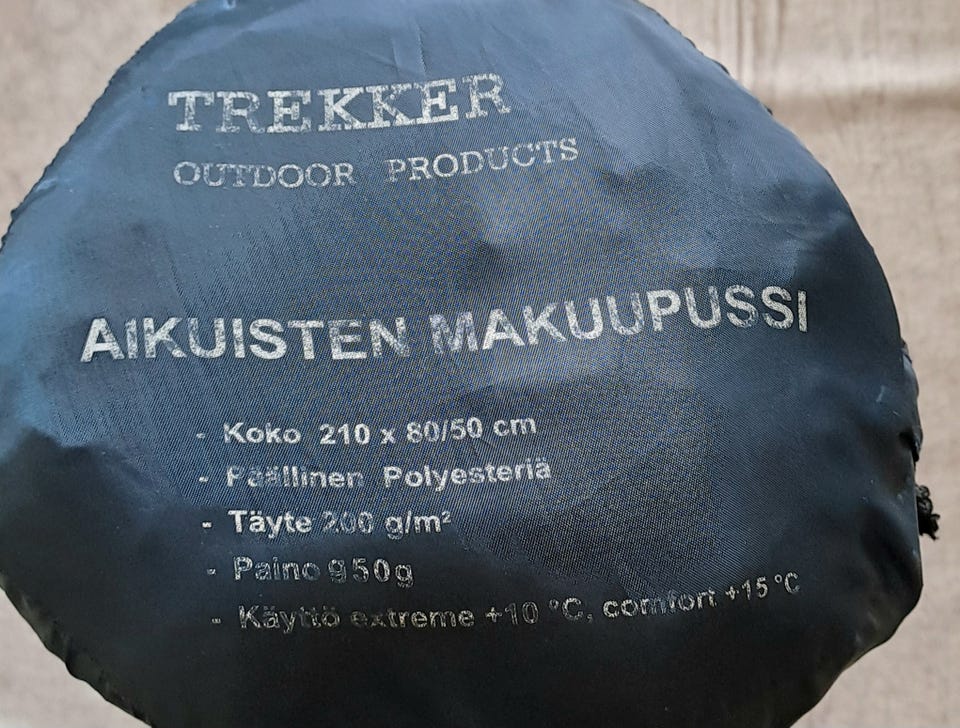 TREKKER
OUTDOOR PRODUCTS
AIKUISTEN MAKUUPUSSI
- Koko 210 x 80/50 cm
- Päällinen Polyesteriä
- Täyte 200 g/m²
- Paino 950g
- Käyttö extreme +10 °C, comfort +15 °C